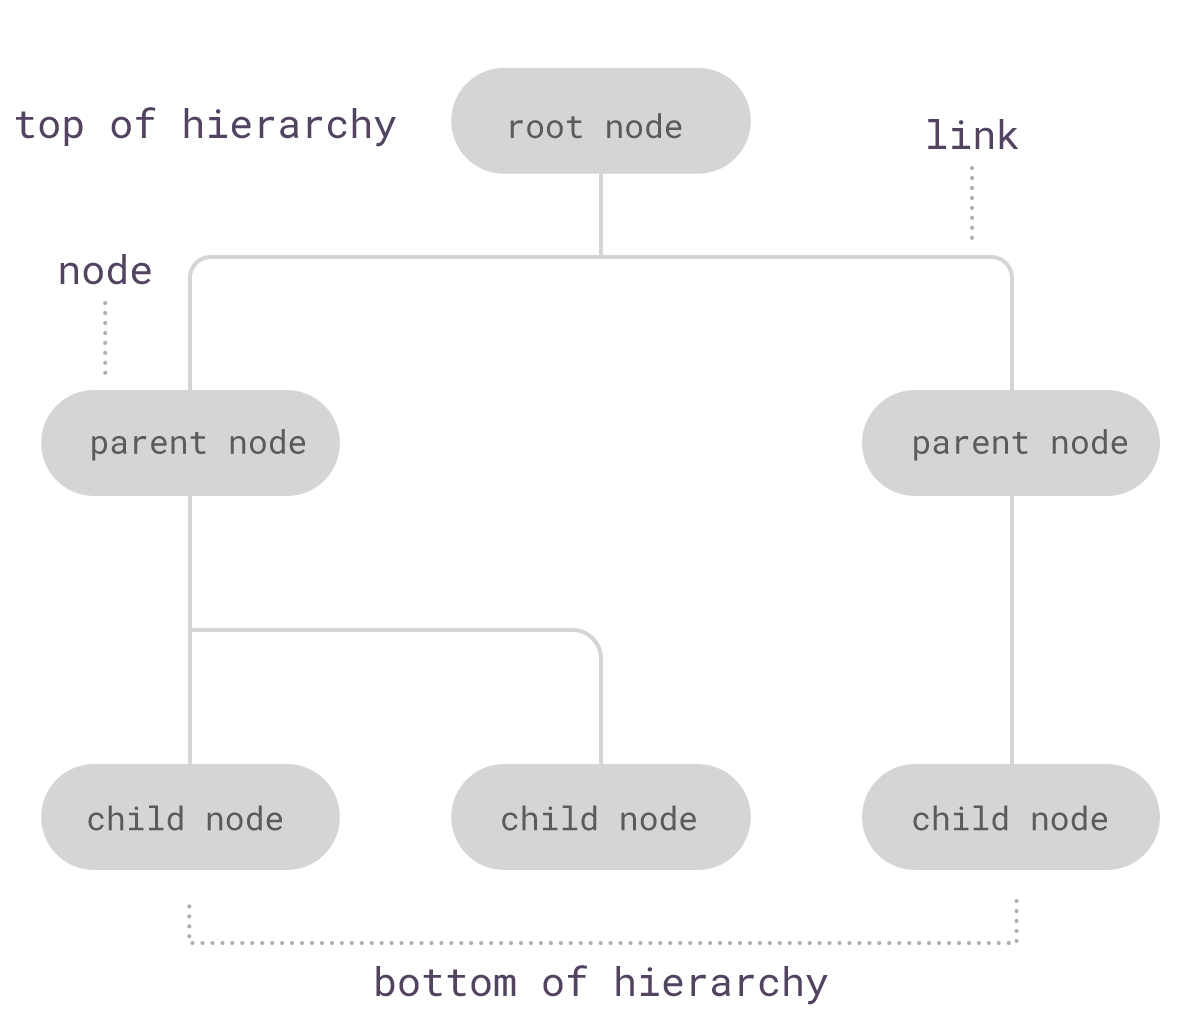 top of hierarchy
root node
link
node
parent node
parent node
child node
child node
child node
bottom of hierarchy